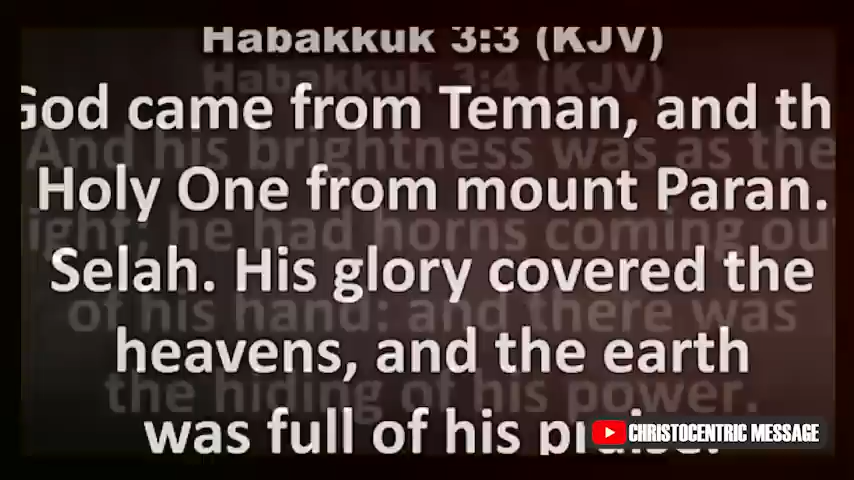 Habakkuk 3:3 (KJV)
Habakkuk 3:4 (KJV)
God came from Teman, and th
And his brightness was as the
Holy One from mount Paran.
ight; he had horns coming ou
Selah. His glory covered the
of his hand: and there was
heavens, and the earth
the hiding of his power.
was full of his praise.
CHRISTOCENTRIC MESSAGE